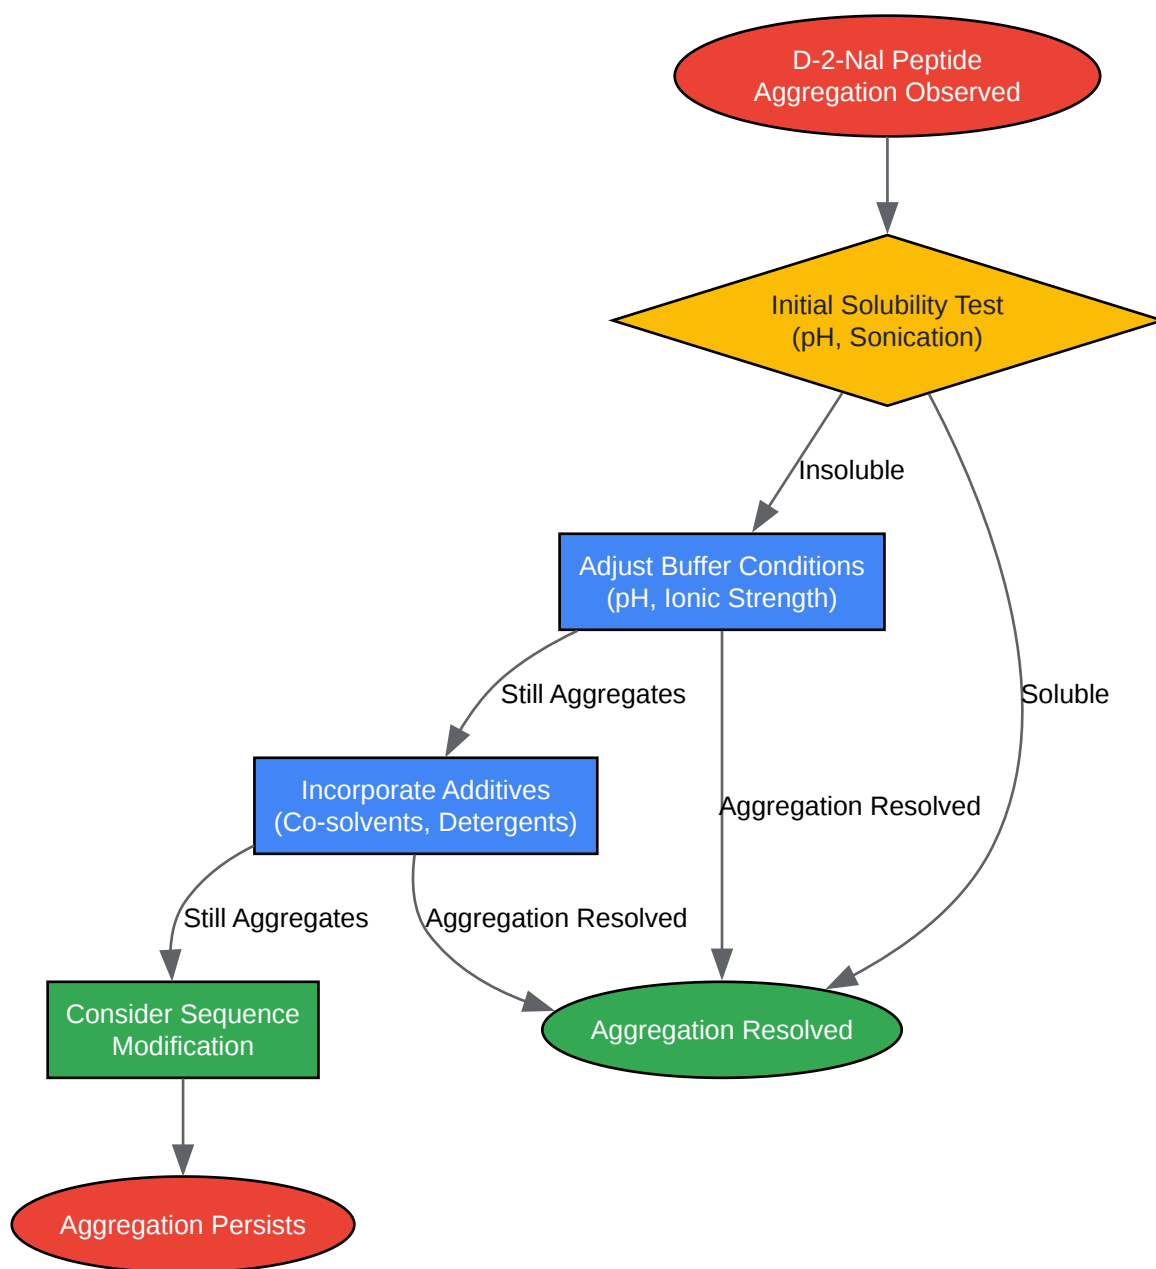 D-2-Nal Peptide
Aggregation Observed
Initial Solubility Test
(pH, Sonication)
Insoluble
Adjust Buffer Conditions
(pH, Ionic Strength)
Still Aggregates
Soluble
Incorporate Additives
(Co-solvents, Detergents)
Aggregation Resolved
Still Aggregates
Aggregation Resolved
Consider Sequence
Modification
Aggregation Resolved
Aggregation Persists